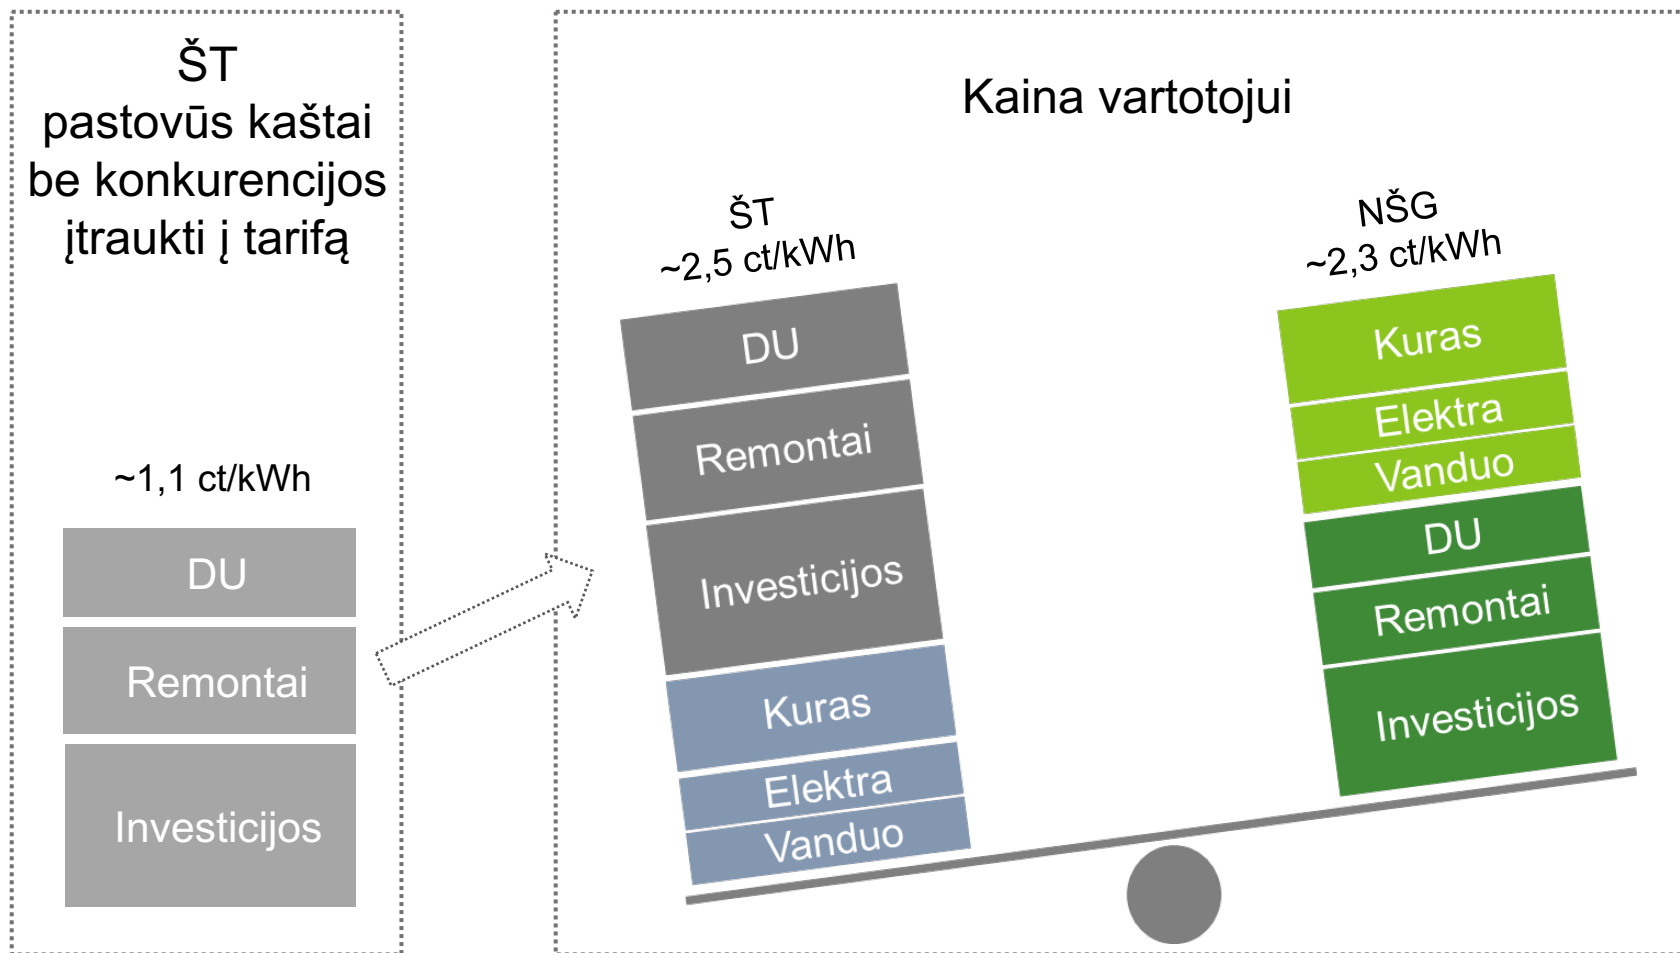 ŠT
pastovūs kaštai
be konkurencijos
įtraukti į tarifą
~1,1 ct/kWh
DU
Remontai
Investicijos
Kaina vartotojui
ŠT
~2,5 ct/kWh
DU
Remontai
Investicijos
Kuras
Elektra
Vanduo
NŠG
~2,3 ct/kWh
Kuras
Elektra
Vanduo
DU
Remontai
Investicijos